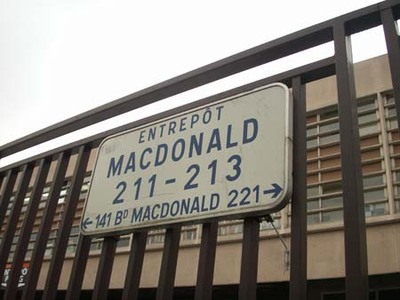 ENTREPÔT
MACDONALD
211 - 213
←141 BD MACDONALD 221→